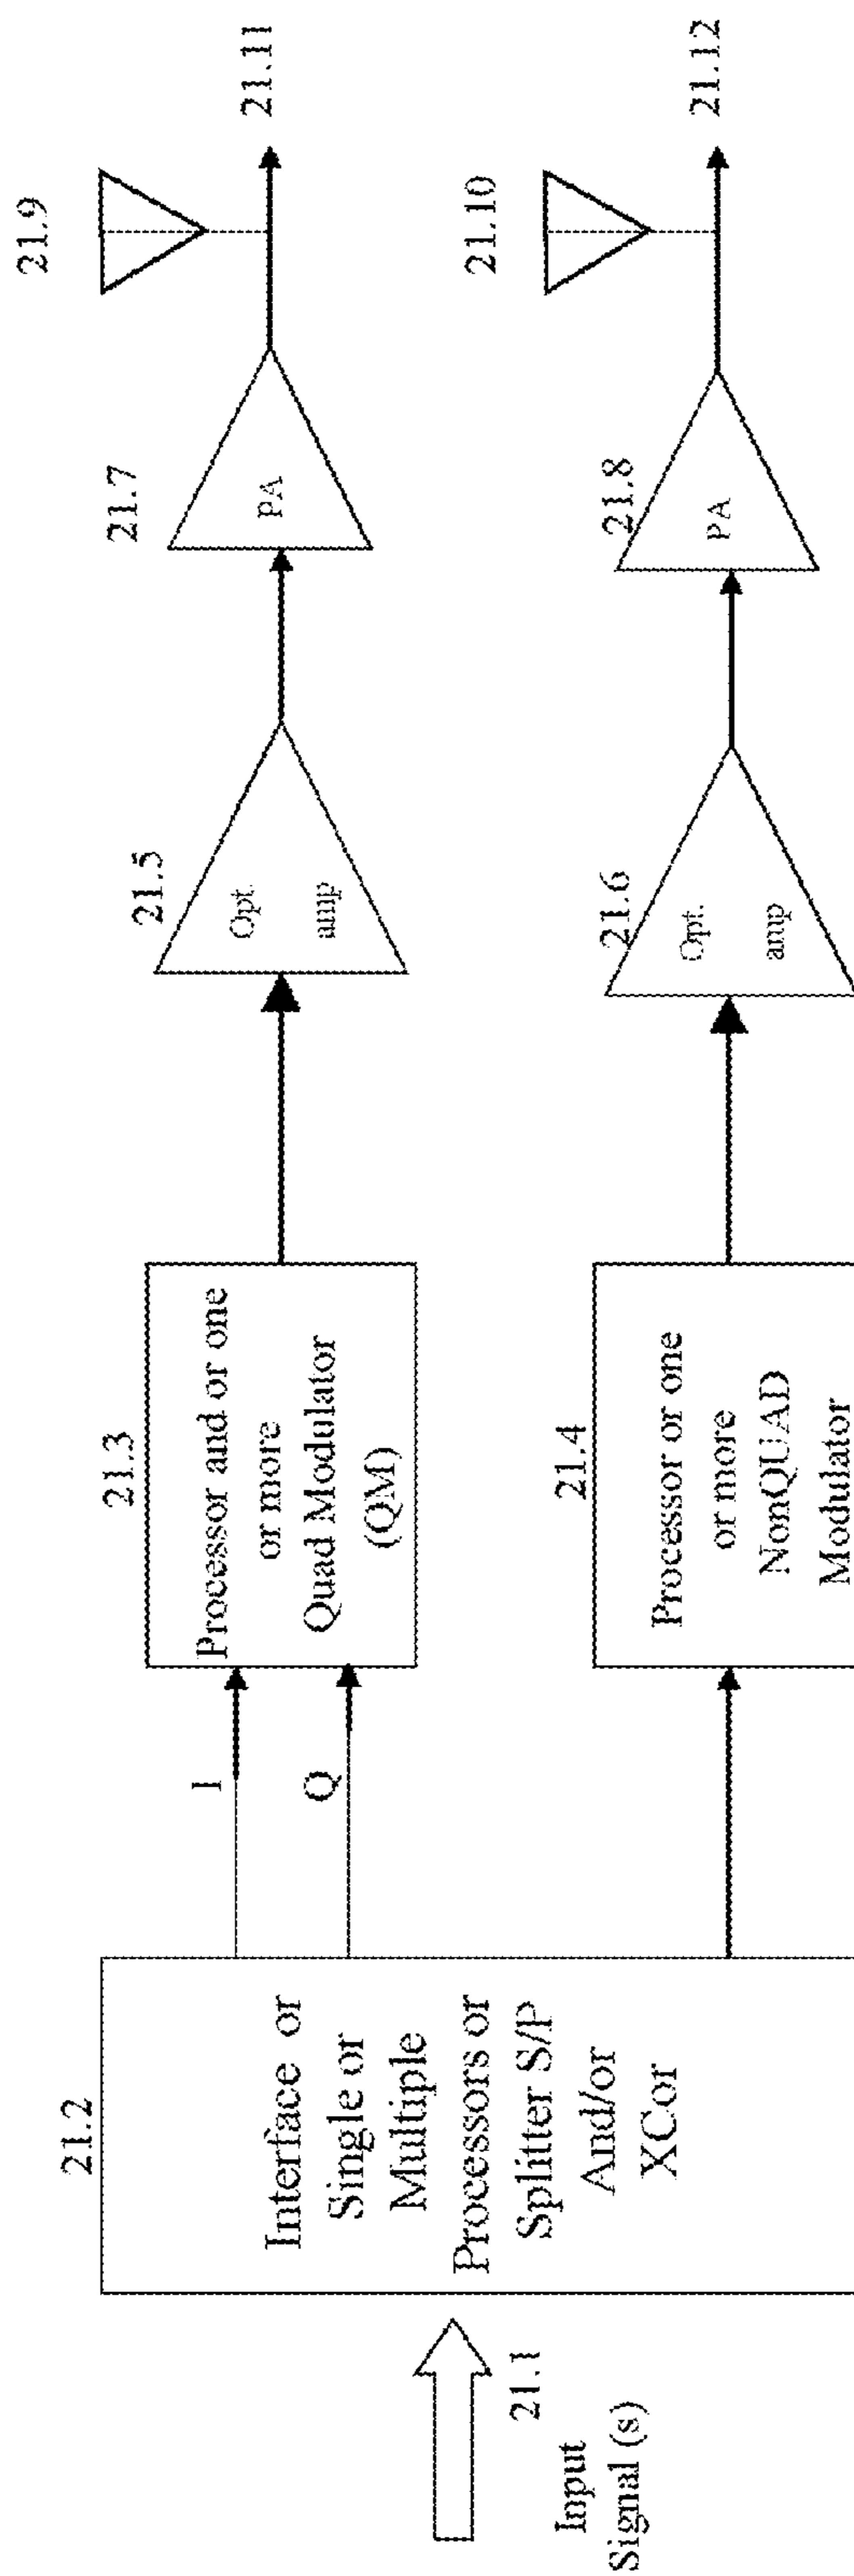 21.1
Input
Signal (s)
21.2
Interface or
Single or
Multiple
Processors or
Splitter S/P
And/or
XCor
I
Q
21.3
Processor and or one
or more
Quad Modulator
(QM)
21.5
Opt.
amp
21.7
PA
21.9
21.11
21.4
Processor or one
or more
NonQUAD
Modulator
21.6
Opt.
amp
21.8
PA
21.10
21.12